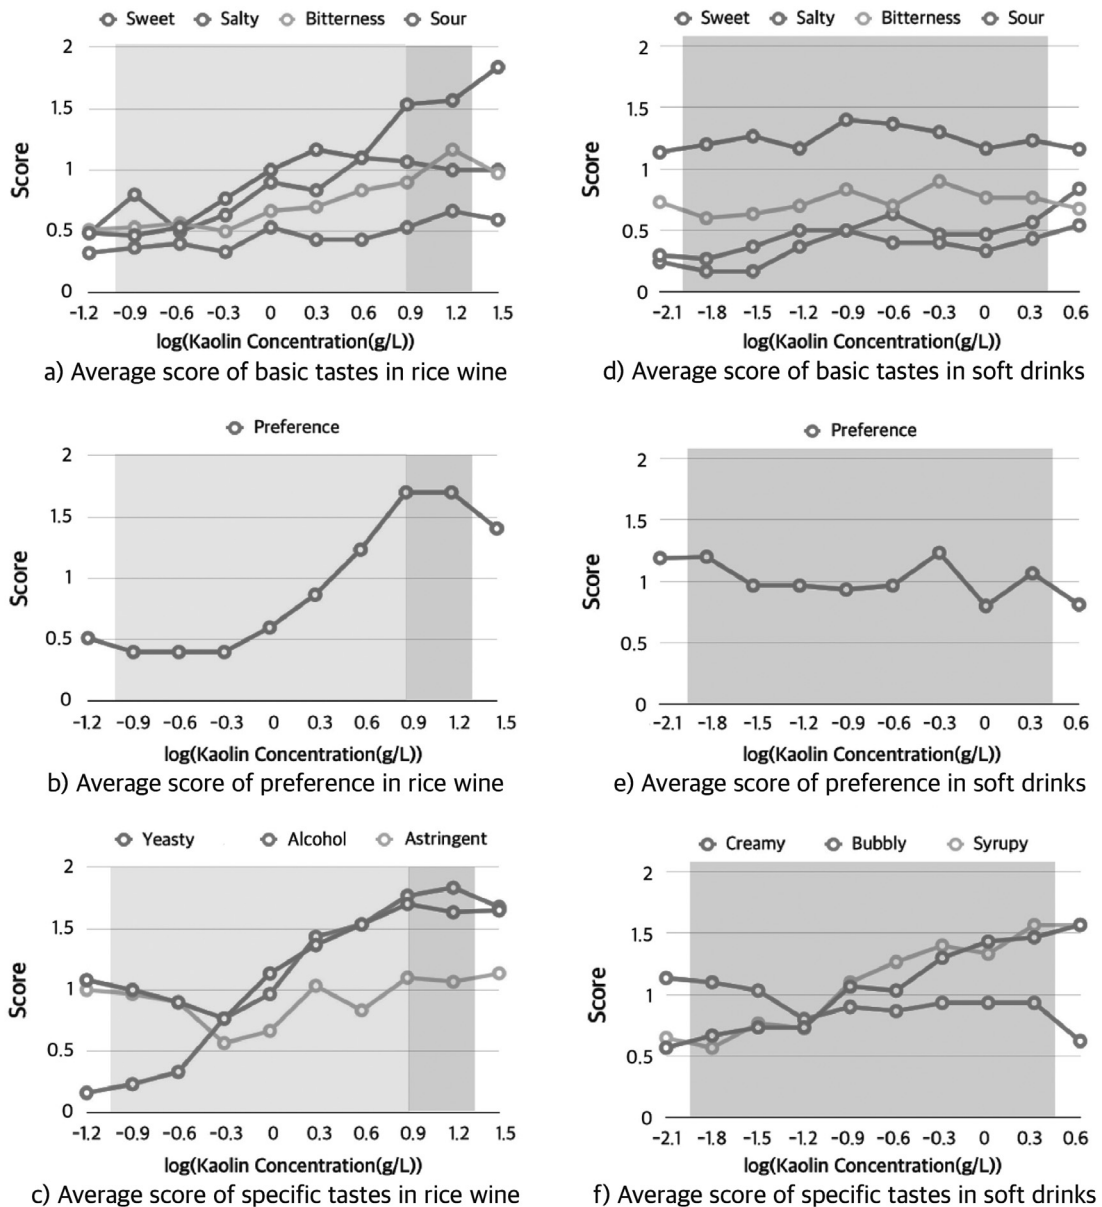 Sweet Salty Bitterness Sour
2
1.5
1
0.5
0
Score
-1.2 -0.9 -0.6 -0.3 0 0.3 0.6 0.9 1.2 1.5
log(Kaolin Concentration(g/L))
a) Average score of basic tastes in rice wine
Sweet Salty Bitterness Sour
2
1.5
1
0.5
0
Score
-2.1 -1.8 -1.5 -1.2 -0.9 -0.6 -0.3 0 0.3 0.6
log(Kaolin Concentration(g/L))
d) Average score of basic tastes in soft drinks
Preference
2
1.5
1
0.5
0
Score
-1.2 -0.9 -0.6 -0.3 0 0.3 0.6 0.9 1.2 1.5
log(Kaolin Concentration(g/L))
b) Average score of preference in rice wine
Preference
2
1.5
1
0.5
0
Score
-2.1 -1.8 -1.5 -1.2 -0.9 -0.6 -0.3 0 0.3 0.6
log(Kaolin Concentration(g/L))
e) Average score of preference in soft drinks
Yeasty Alcohol Astringent
2
1.5
1
0.5
0
Score
-1.2 -0.9 -0.6 -0.3 0 0.3 0.6 0.9 1.2 1.5
log(Kaolin Concentration(g/L))
c) Average score of specific tastes in rice wine
Creamy Bubbly Syrupy
2
1.5
1
0.5
0
Score
-2.1 -1.8 -1.5 -1.2 -0.9 -0.6 -0.3 0 0.3 0.6
log(Kaolin Concentration(g/L))
f) Average score of specific tastes in soft drinks